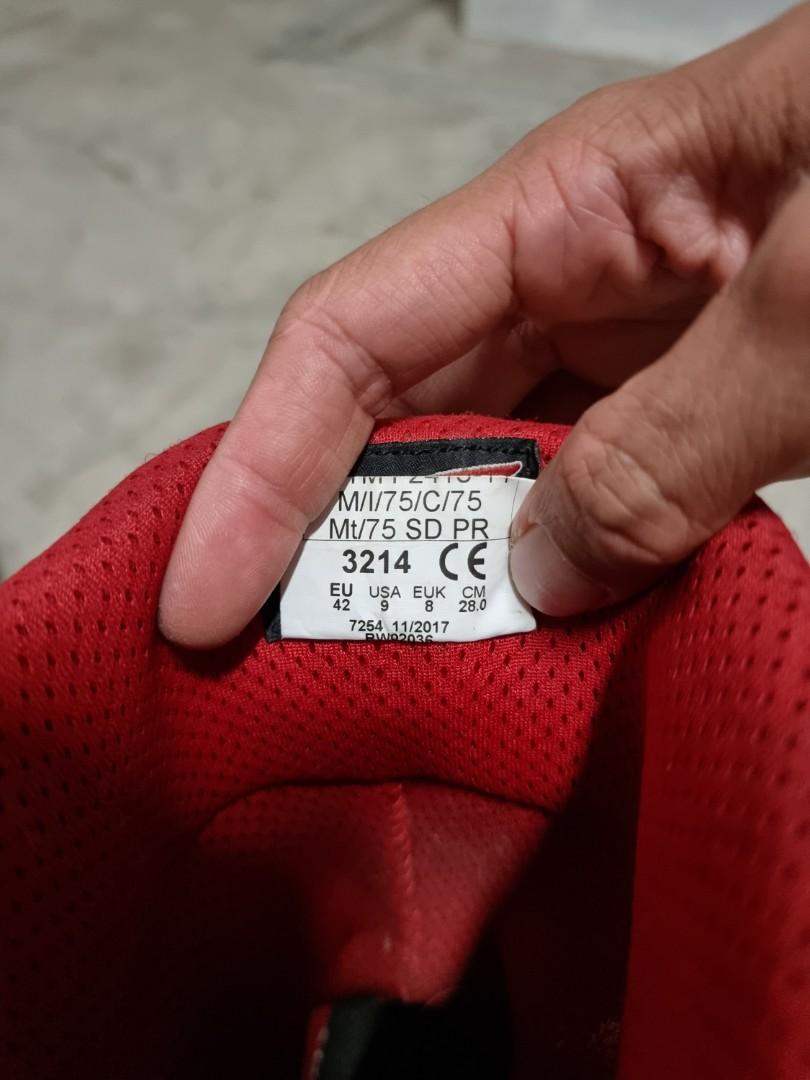 M/I/75/C/75
Mt/75 SD PR
3214 CE
EU USA EUK CM
42 9 8 28.0
7254 11/2017
RW92036